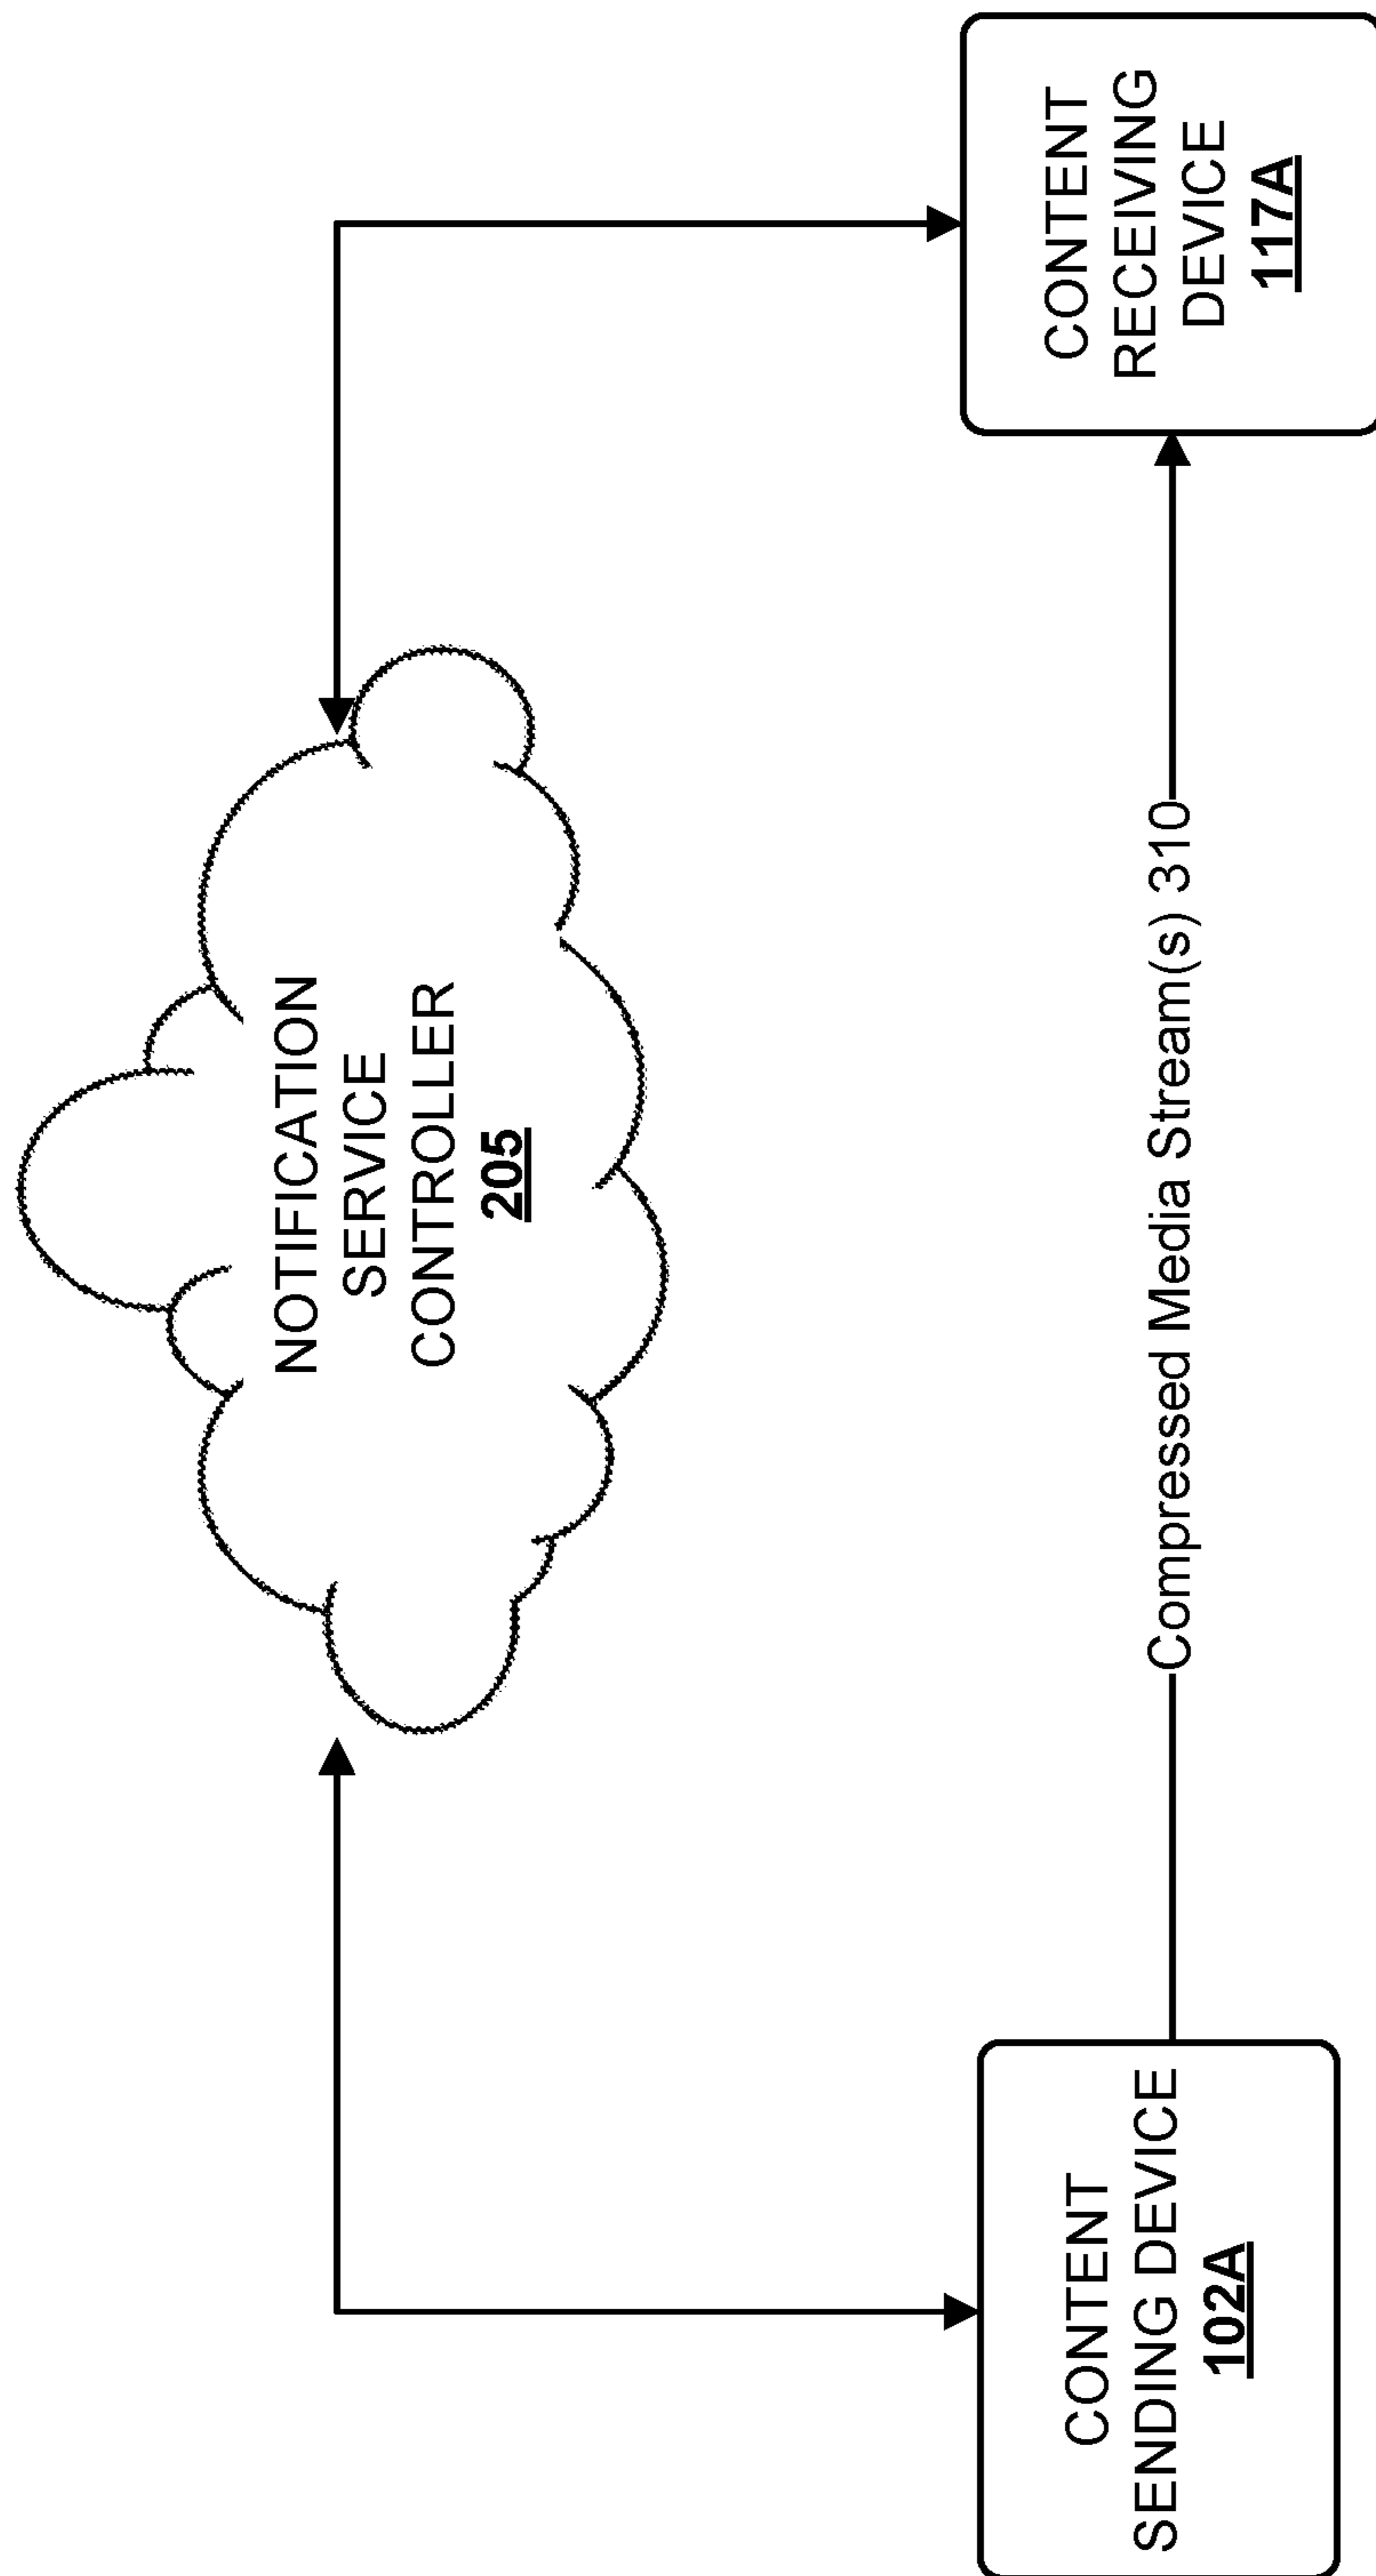 NOTIFICATION
SERVICE
CONTROLLER
205
CONTENT
SENDING DEVICE
102A
Compressed Media Stream(s) 310
CONTENT
RECEIVING
DEVICE
117A